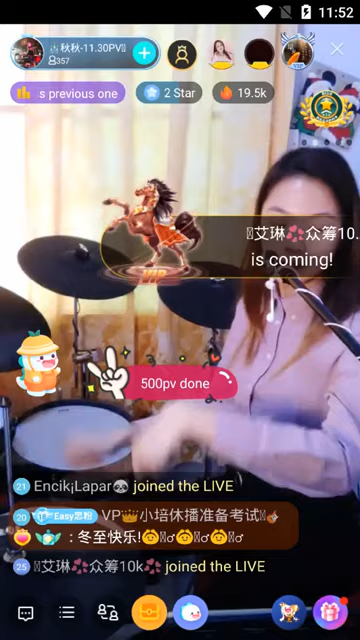 11:52
秋秋-11.30PV
357
VIP
s previous one
2 Star
19.5k
艾琳💞众筹10.
is coming!
VIP
500pv done
21 Encik¡Lapar🐼 joined the LIVE
20 Easy思粉 VP👑小培休播准备考试
: 冬至快乐!🙆♂🙆♂🙆♂
25 艾琳💞众筹10k💞 joined the LIVE